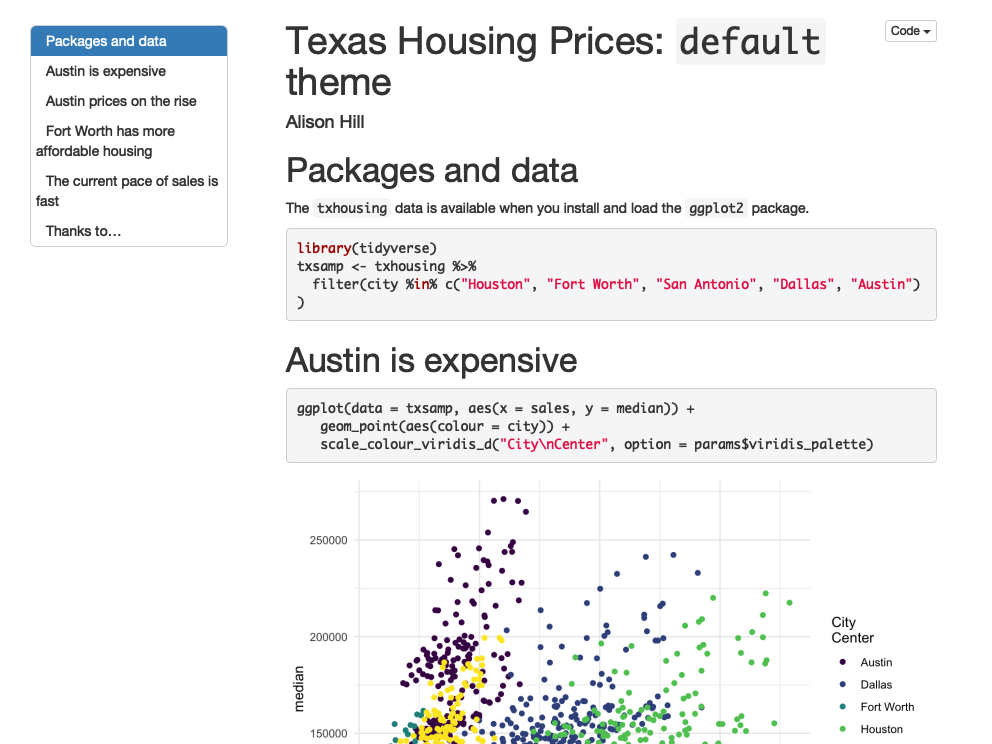 Packages and data
Austin is expensive
Austin prices on the rise
Fort Worth has more
affordable housing
The current pace of sales is
fast
Thanks to…
Code
Texas Housing Prices: default
theme
Alison Hill
Packages and data
The txhousing data is available when you install and load the ggplot2 package.
library(tidyverse)
txsamp <- txhousing %>%
  filter(city %in% c("Houston", "Fort Worth", "San Antonio", "Dallas", "Austin")
)
Austin is expensive
ggplot(data = txsamp, aes(x = sales, y = median)) +
   geom_point(aes(colour = city)) +
   scale_colour_viridis_d("City\nCenter", option = params$viridis_palette)
250000
200000
150000
median
City
Center
Austin
Dallas
Fort Worth
Houston